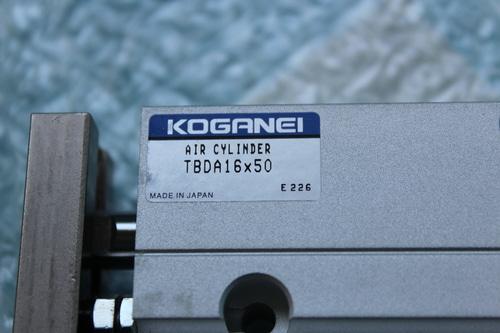 KOGANEI
AIR CYLINDER
TBDA16x50
MADE IN JAPAN E 226